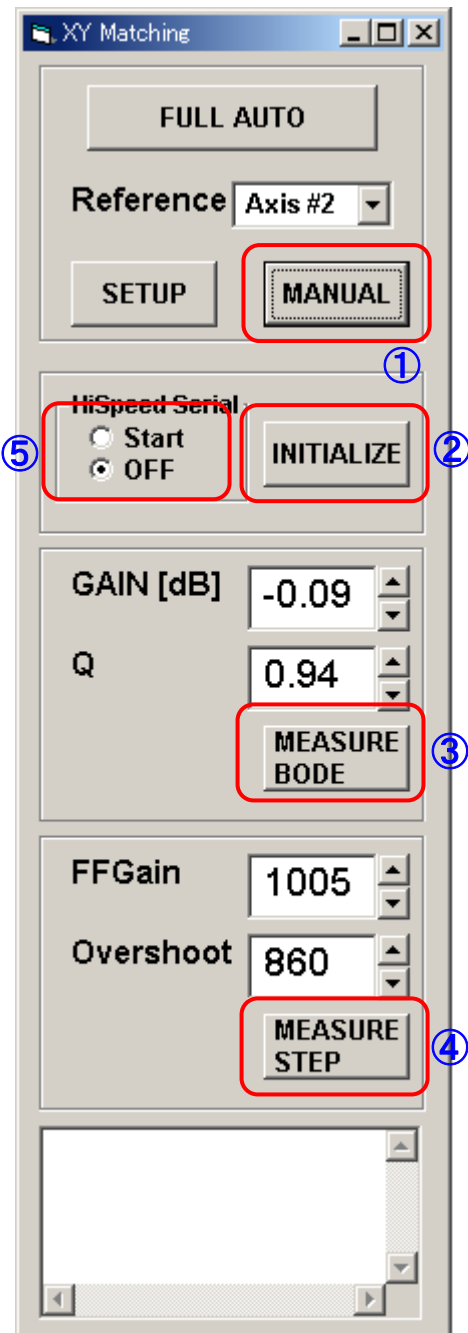 XY Matching
FULL AUTO
Reference Axis #2
SETUP MANUAL
①
HiSpeed Serial
⑤ Start
OFF
INITIALIZE ②
GAIN [dB] -0.09
Q 0.94
MEASURE
BODE
③
FFGain 1005
Overshoot 860
MEASURE
STEP
④